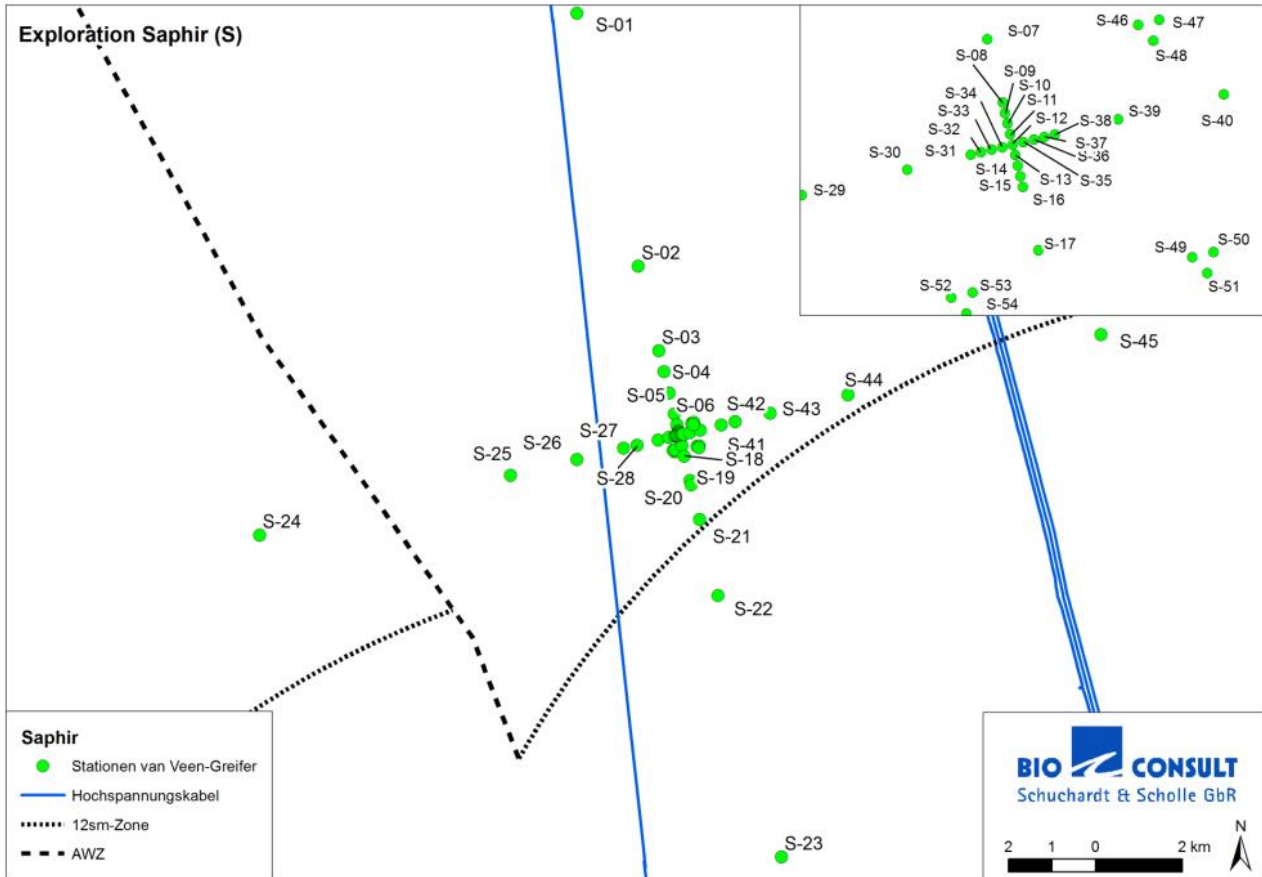 Exploration Saphir (S)
S-01
S-02
S-03
S-04
S-05
S-06
S-42
S-43
S-44
S-45
S-27
S-26
S-25
S-28
S-41
S-18
S-19
S-20
S-21
S-24
S-22
S-23
S-46
S-47
S-48
S-07
S-08
S-09
S-10
S-34
S-11
S-33
S-12
S-38
S-39
S-40
S-32
S-37
S-30
S-31
S-36
S-14
S-13
S-35
S-15
S-16
S-29
S-17
S-49
S-50
S-51
S-52
S-53
S-54
Saphir
Stationen van Veen-Greifer
Hochspannungskabel
12sm-Zone
AWZ
BIO CONSULT
Schuchardt & Scholle GbR
N
2 1 0 2 km